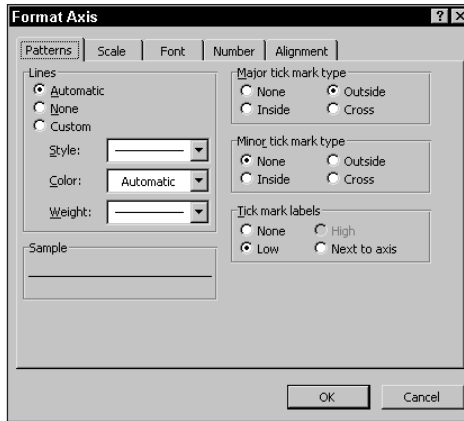 Format Axis
Patterns Scale Font Number Alignment
Lines
Automatic
None
Custom
Style:
Color: Automatic
Weight:
Sample
Major tick mark type
None Outside
Inside Cross
Minor tick mark type
None Outside
Inside Cross
Tick mark labels
None High
Low Next to axis
OK Cancel